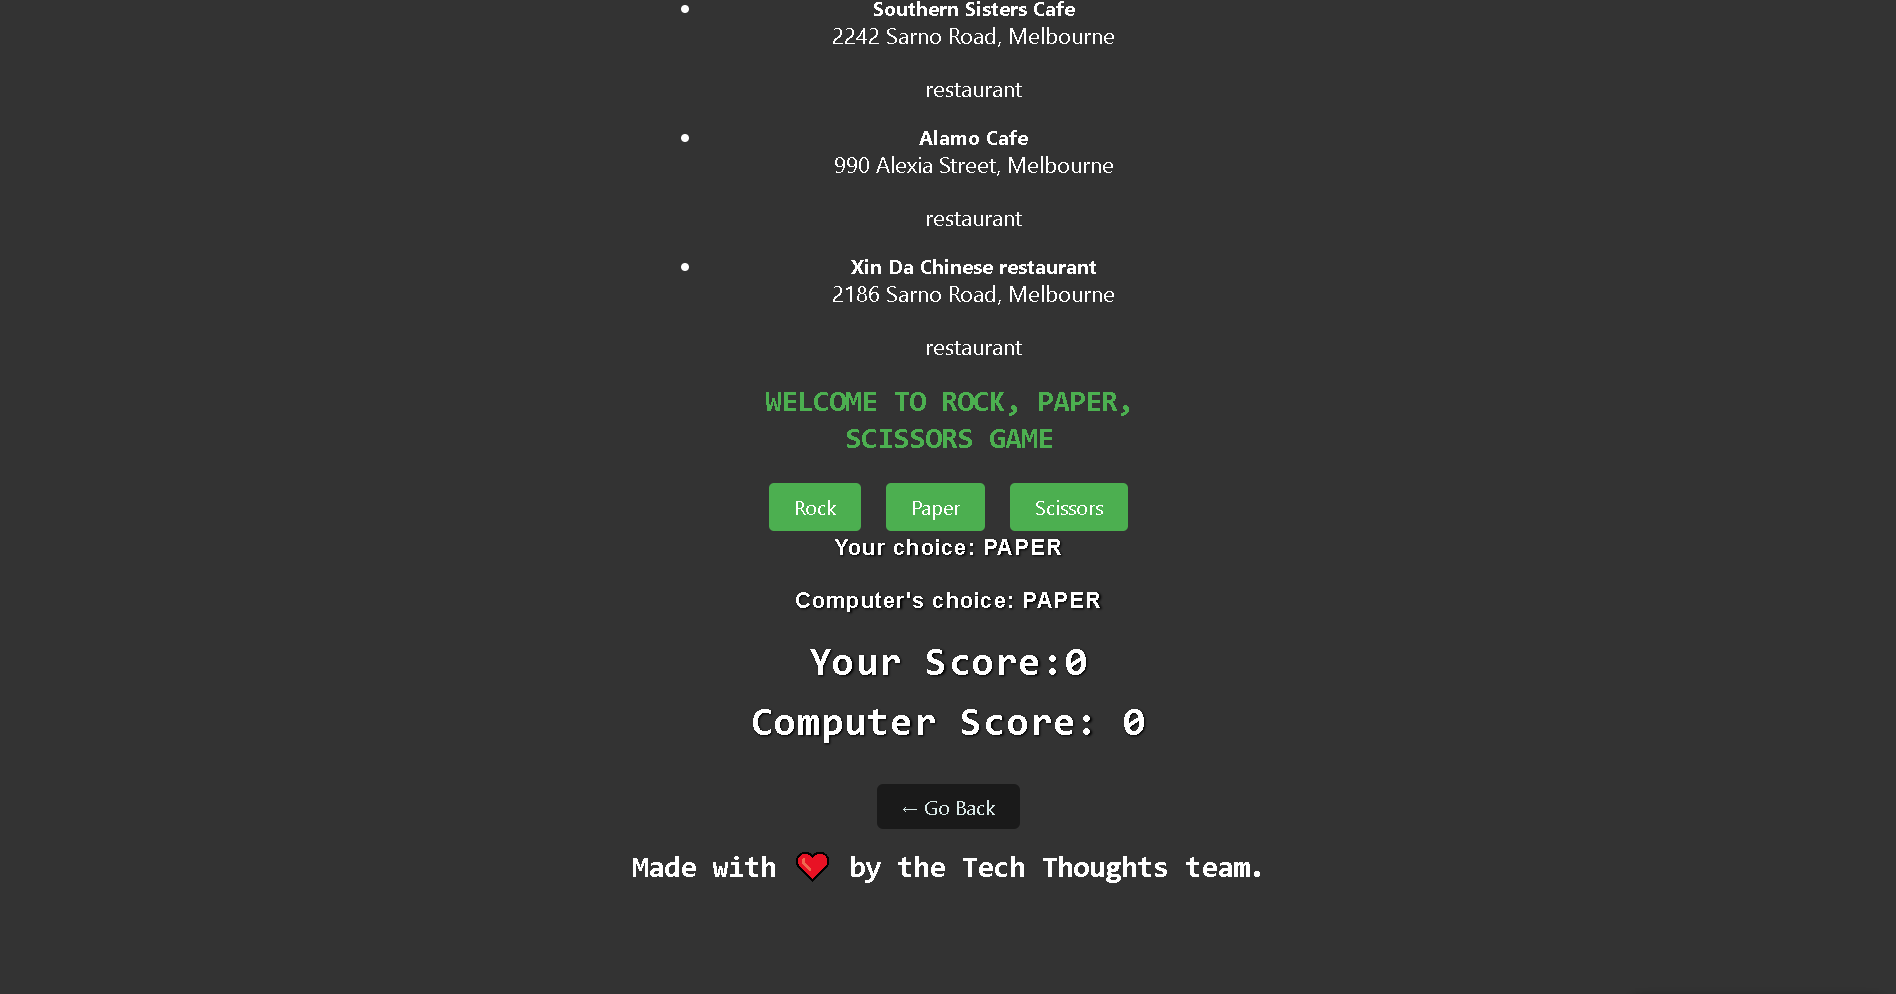 Southern Sisters Cafe
2242 Sarno Road, Melbourne
restaurant
Alamo Cafe
990 Alexia Street, Melbourne
restaurant
Xin Da Chinese restaurant
2186 Sarno Road, Melbourne
restaurant
WELCOME TO ROCK, PAPER,
SCISSORS GAME
Rock Paper Scissors
Your choice: PAPER
Computer's choice: PAPER
Your Score:0
Computer Score: 0
← Go Back
Made with ❤️ by the Tech Thoughts team.